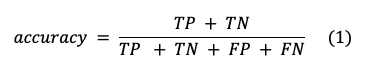 accuracy = TP + TN / TP + TN + FP + FN (1)